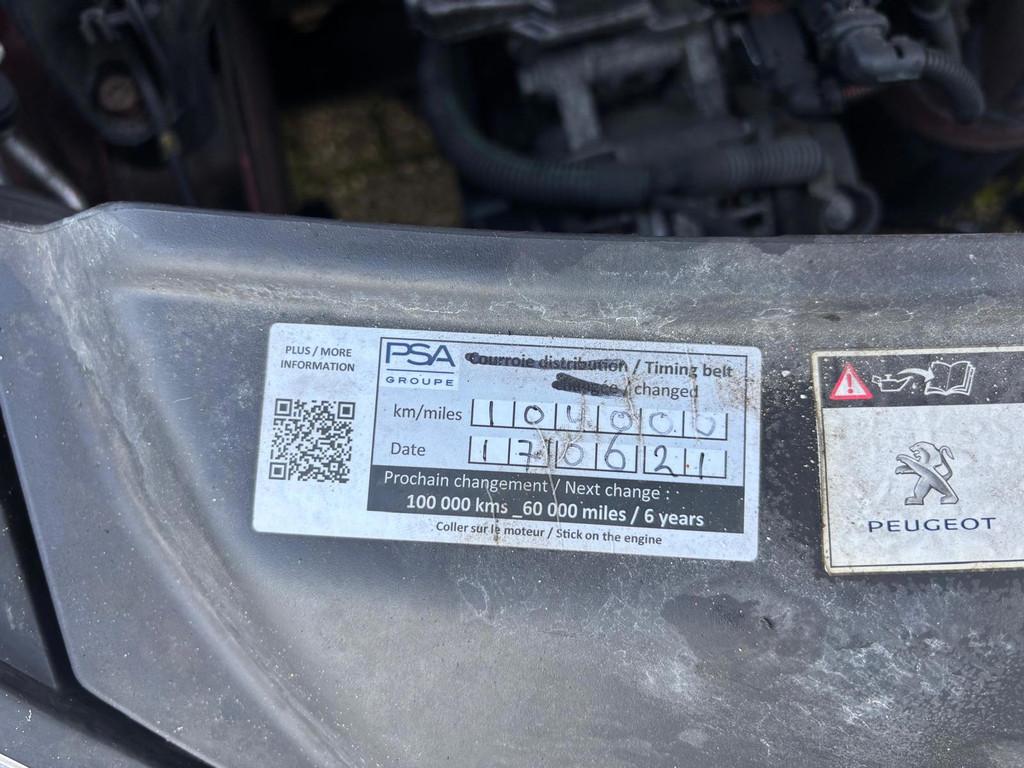 PLUS / MORE
INFORMATION
PSA
GROUPE
Courroie distribution / Timing belt
Changée / changed
km/miles 104000
Date 170621
Prochain changement / Next change :
100 000 kms _60 000 miles / 6 years
Coller sur le moteur / Stick on the engine
PEUGEOT